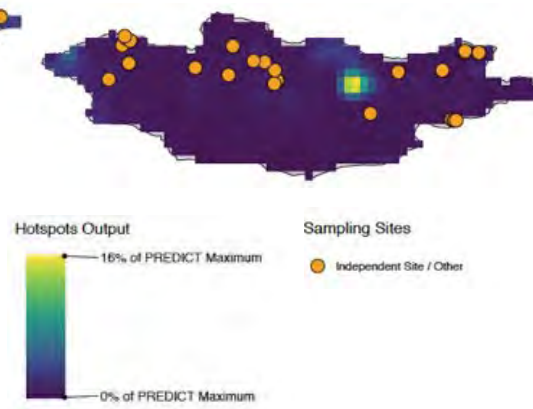 Hotspots Output
Sampling Sites
16% of PREDICT Maximum
Independent Site / Other
0% of PREDICT Maximum